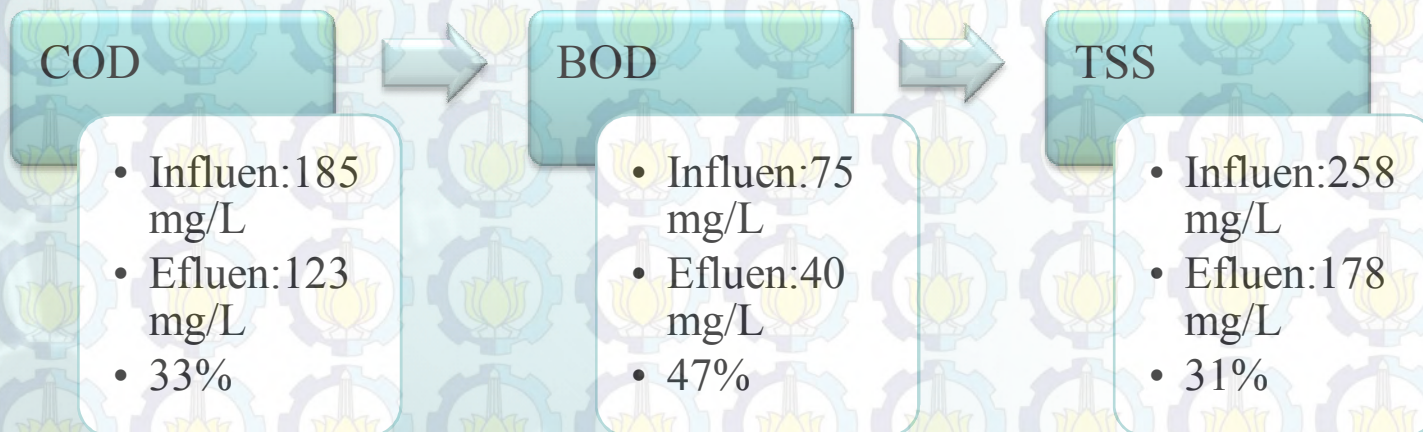 COD
• Influen:185
mg/L
• Efluen:123
mg/L
• 33%
BOD
• Influen:75
mg/L
• Efluen:40
mg/L
• 47%
TSS
• Influen:258
mg/L
• Efluen:178
mg/L
• 31%